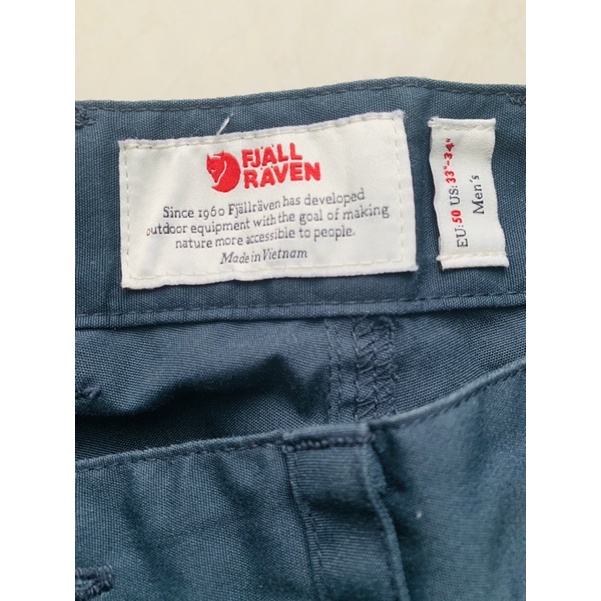 FJÄLL
RÄVEN
Since 1960 Fjällräven has developed
outdoor equipment with the goal of making
nature more accessible to people.
Made in Vietnam
EU:50 US:33"-34"
Men's